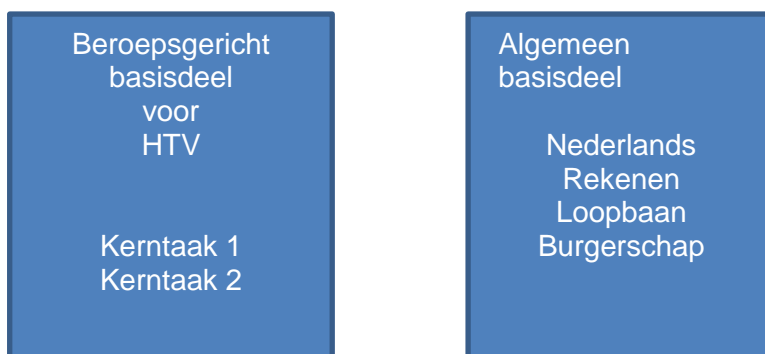 Beroepsgericht
basisdeel
voor
HTV
Kerntaak 1
Kerntaak 2
Algemeen
basisdeel
Nederlands
Rekenen
Loopbaan
Burgerschap